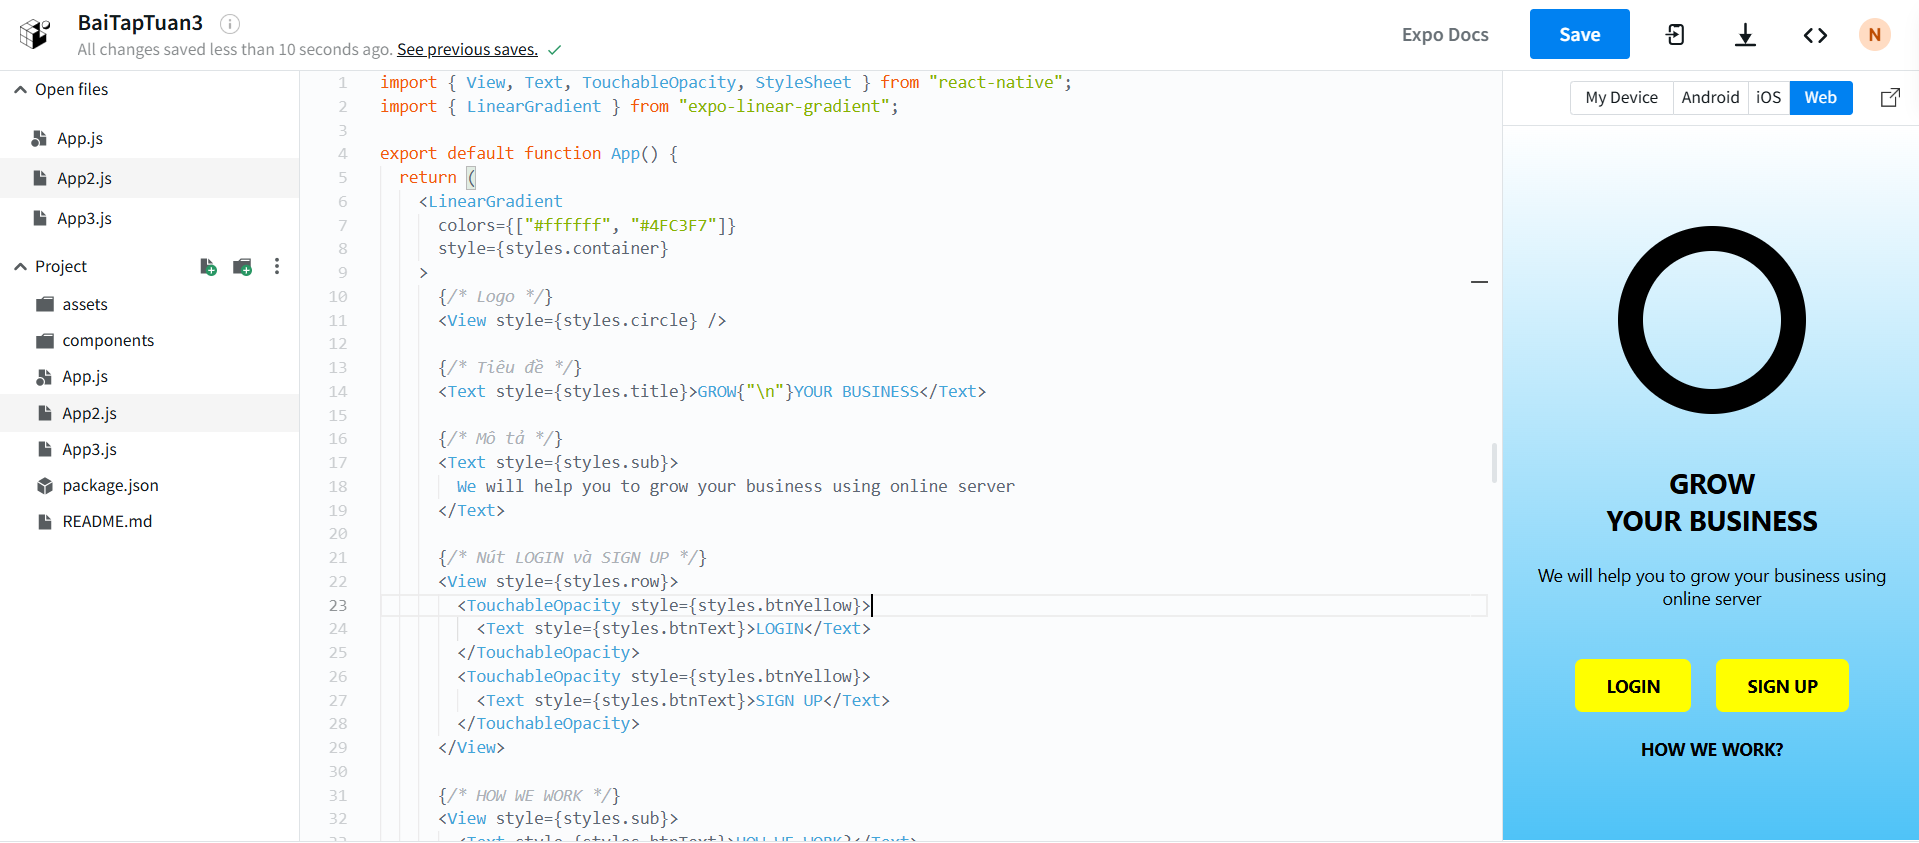 BaiTapTuan3
All changes saved less than 10 seconds ago. See previous saves.
Expo Docs
Save
N
Open files
App.js
App2.js
App3.js
Project
assets
components
App.js
App2.js
App3.js
package.json
README.md
1 import { View, Text, TouchableOpacity, StyleSheet } from "react-native";
2 import { LinearGradient } from "expo-linear-gradient";
3
4 export default function App() {
5 return (
6 <LinearGradient
7 colors={["#ffffff", "#4FC3F7"]}
8 style={styles.container}
9 >
10 {/* Logo */}
11 <View style={styles.circle} />
12
13 {/* Tiêu đề */}
14 <Text style={styles.title}>GROW{"\n"}YOUR BUSINESS</Text>
15
16 {/* Mô tả */}
17 <Text style={styles.sub}>
18 We will help you to grow your business using online server
19 </Text>
20
21 {/* Nút LOGIN và SIGN UP */}
22 <View style={styles.row}>
23 <TouchableOpacity style={styles.btnYellow}>
24 <Text style={styles.btnText}>LOGIN</Text>
25 </TouchableOpacity>
26 <TouchableOpacity style={styles.btnYellow}>
27 <Text style={styles.btnText}>SIGN UP</Text>
28 </TouchableOpacity>
29 </View>
30
31 {/* HOW WE WORK */}
32 <View style={styles.sub}>
33 <Text style={styles.btnText}>HOW WE WORK?</Text>
My Device Android iOS Web
GROW
YOUR BUSINESS
We will help you to grow your business using
online server
LOGIN SIGN UP
HOW WE WORK?